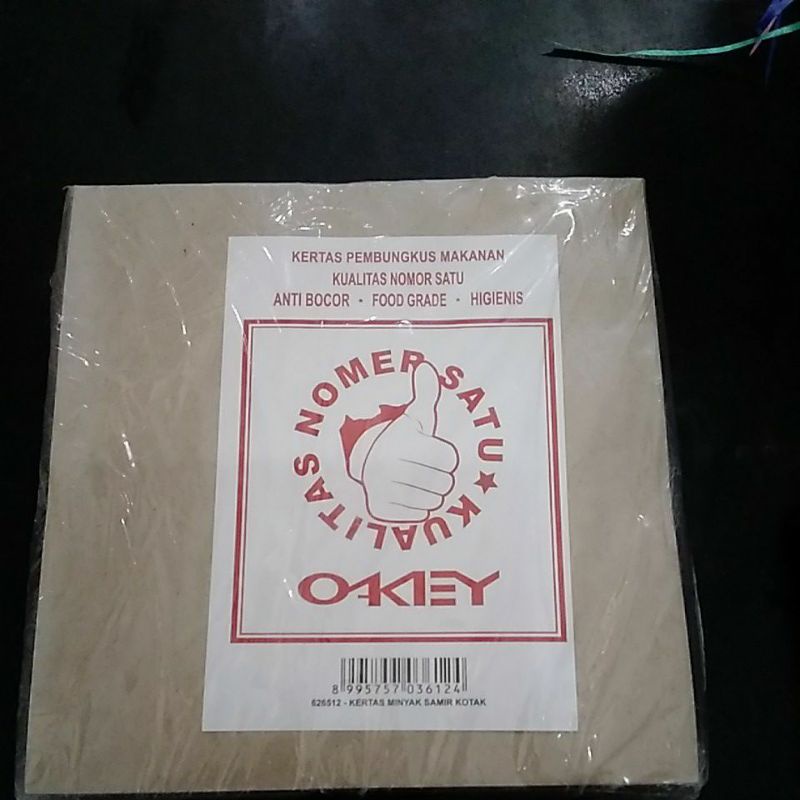 KERTAS PEMBUNGKUS MAKANAN
KUALITAS NOMOR SATU
ANTI BOCOR - FOOD GRADE - HIGIENIS
KUALITAS NOMER SATU ★
OAKIEY
8 995757 036124
626512 - KERTAS MINYAK SAMIR KOTAK